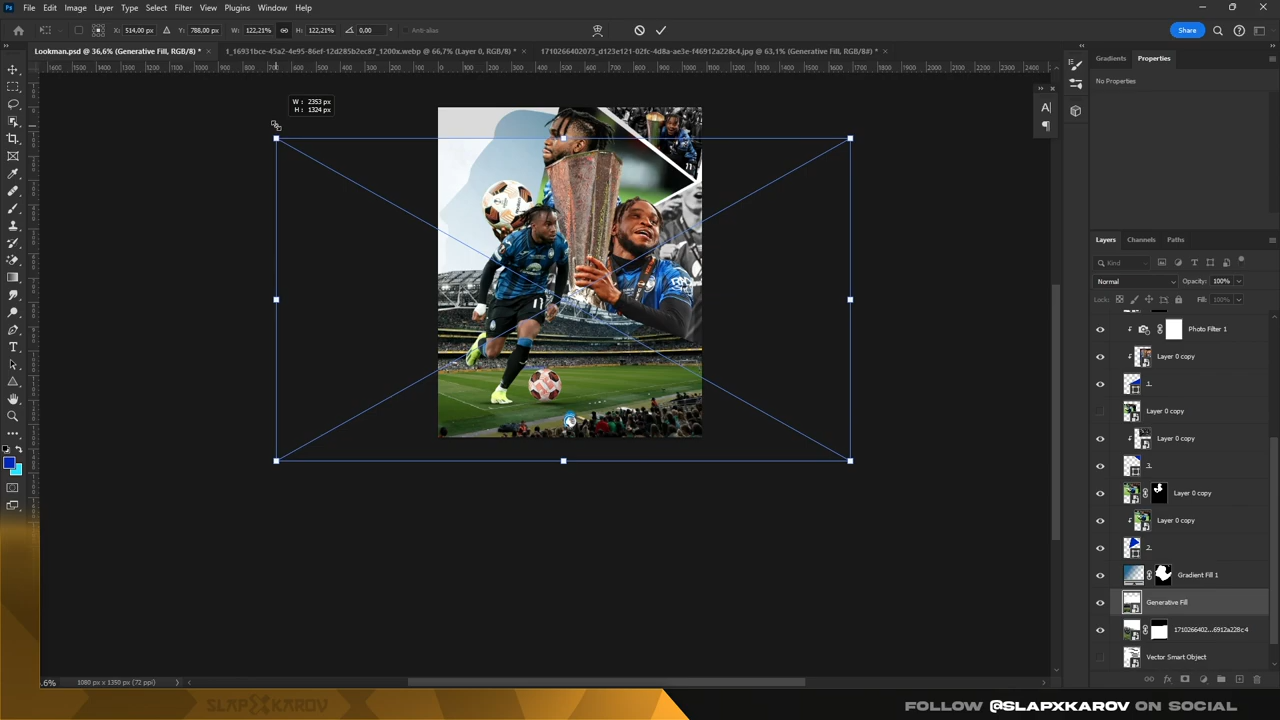 Ps File Edit Image Layer Type Select Filter View Plugins Window Help
X: 514,00 px Y: 788,00 px W: 122,21% H: 122,21% 0,00 ° Anti-alias Share
Lookman.psd @ 36,6% (Generative Fill, RGB/8) * × 1_16931bce-45a2-4e95-86ef-12d285b2ec87_1200x.webp @ 66,7% (Layer 0, RGB/8) * × 1710266402073_d123e121-02fc-4d8a-ae3e-f46912a228c4.jpg @ 63,1% (Generative Fill, RGB/8#) * ×
Gradients Properties
No Properties
W : 2353 px
H : 1324 px
11
Layers Channels Paths
Kind
Normal Opacity: 100%
Lock: Fill: 100%
Photo Filter 1
Layer 0 copy
1.
Layer 0 copy
Layer 0 copy
3.
Layer 0 copy
Layer 0 copy
2.
Gradient Fill 1
Generative Fill
1710266402...6912a228c4
Vector Smart Object
1080 px x 1350 px (72 ppi)
SLAPXKAROV
FOLLOW @SLAPXKAROV ON SOCIAL